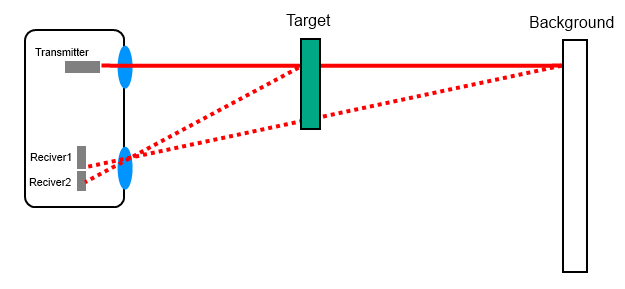 Target
Background
Transmitter
Reciver1
Reciver2